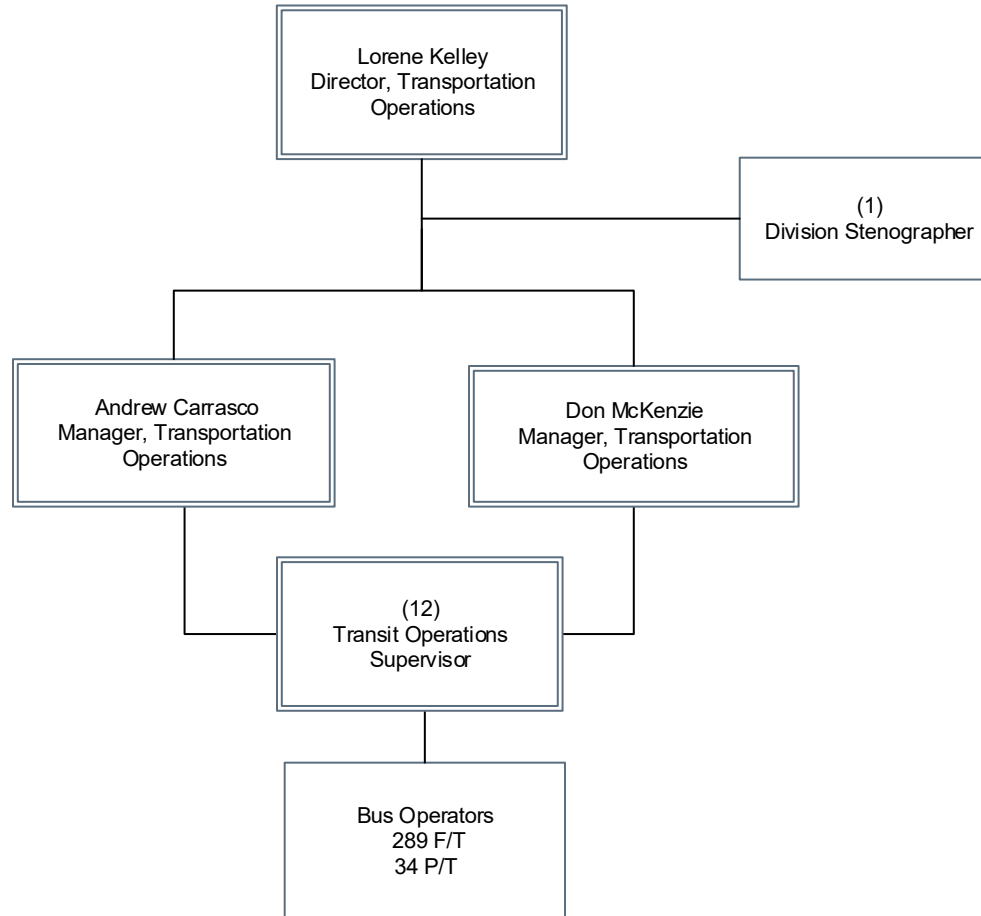 Lorene Kelley
Director, Transportation
Operations
(1)
Division Stenographer
Andrew Carrasco
Manager, Transportation
Operations
Don McKenzie
Manager, Transportation
Operations
(12)
Transit Operations
Supervisor
Bus Operators
289 F/T
34 P/T